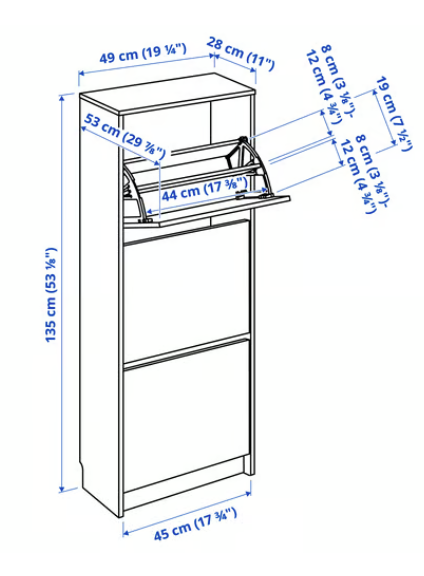 49 cm (19 ¼")
28 cm (11")
8 cm (3 ⅛")-
12 cm (4 ¾")
19 cm (7 ½")
53 cm (29 ⅞")
8 cm (3 ⅛")-
12 cm (4 ¾")
44 cm (17 ⅜")
135 cm (53 ⅛")
45 cm (17 ¾")